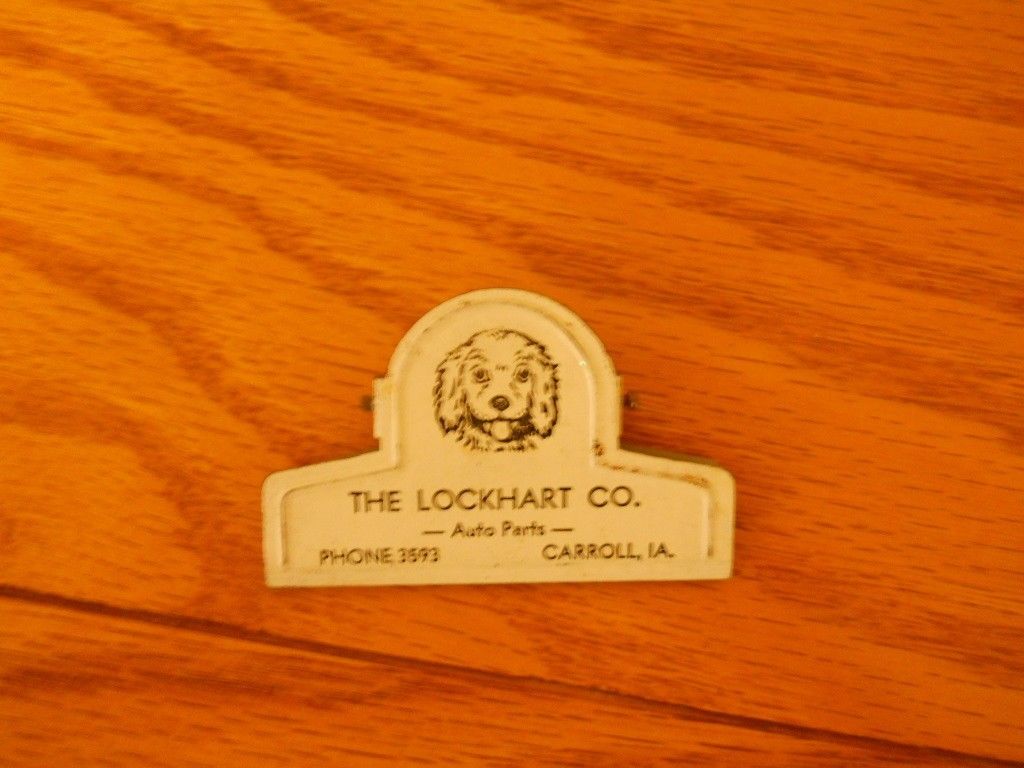 THE LOCKHART CO.
— Auto Parts —
PHONE 3593 CARROLL, IA.